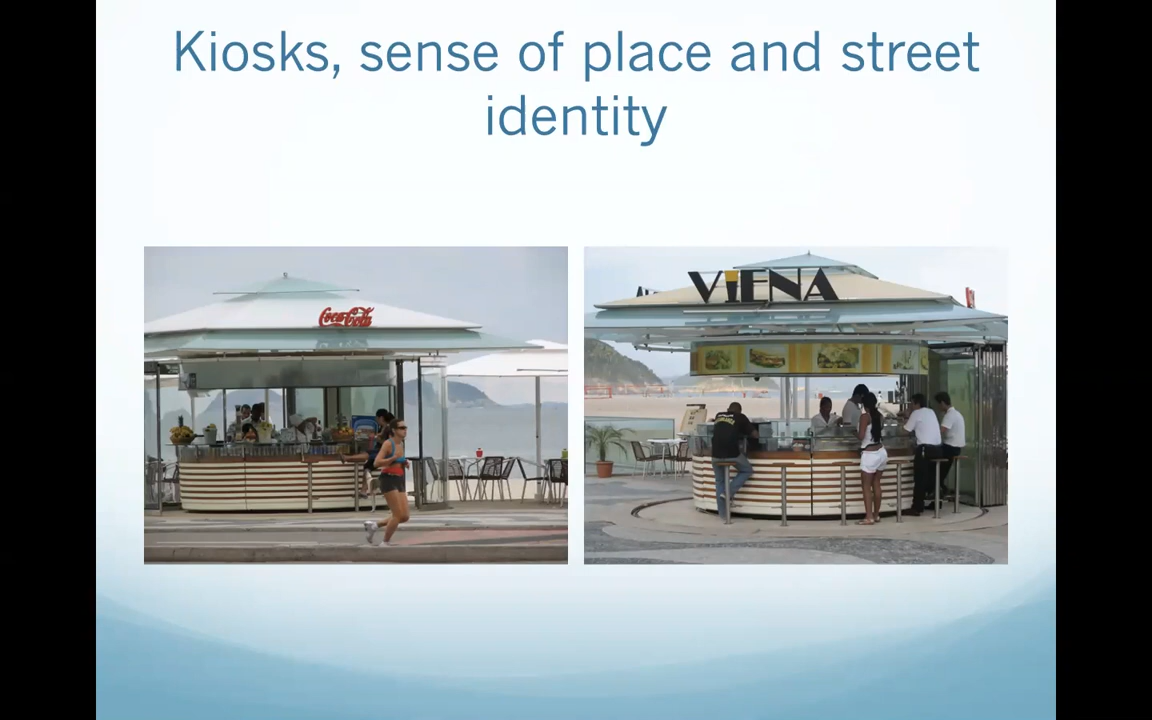 Kiosks, sense of place and street
identity
Coca-Cola
VIENA